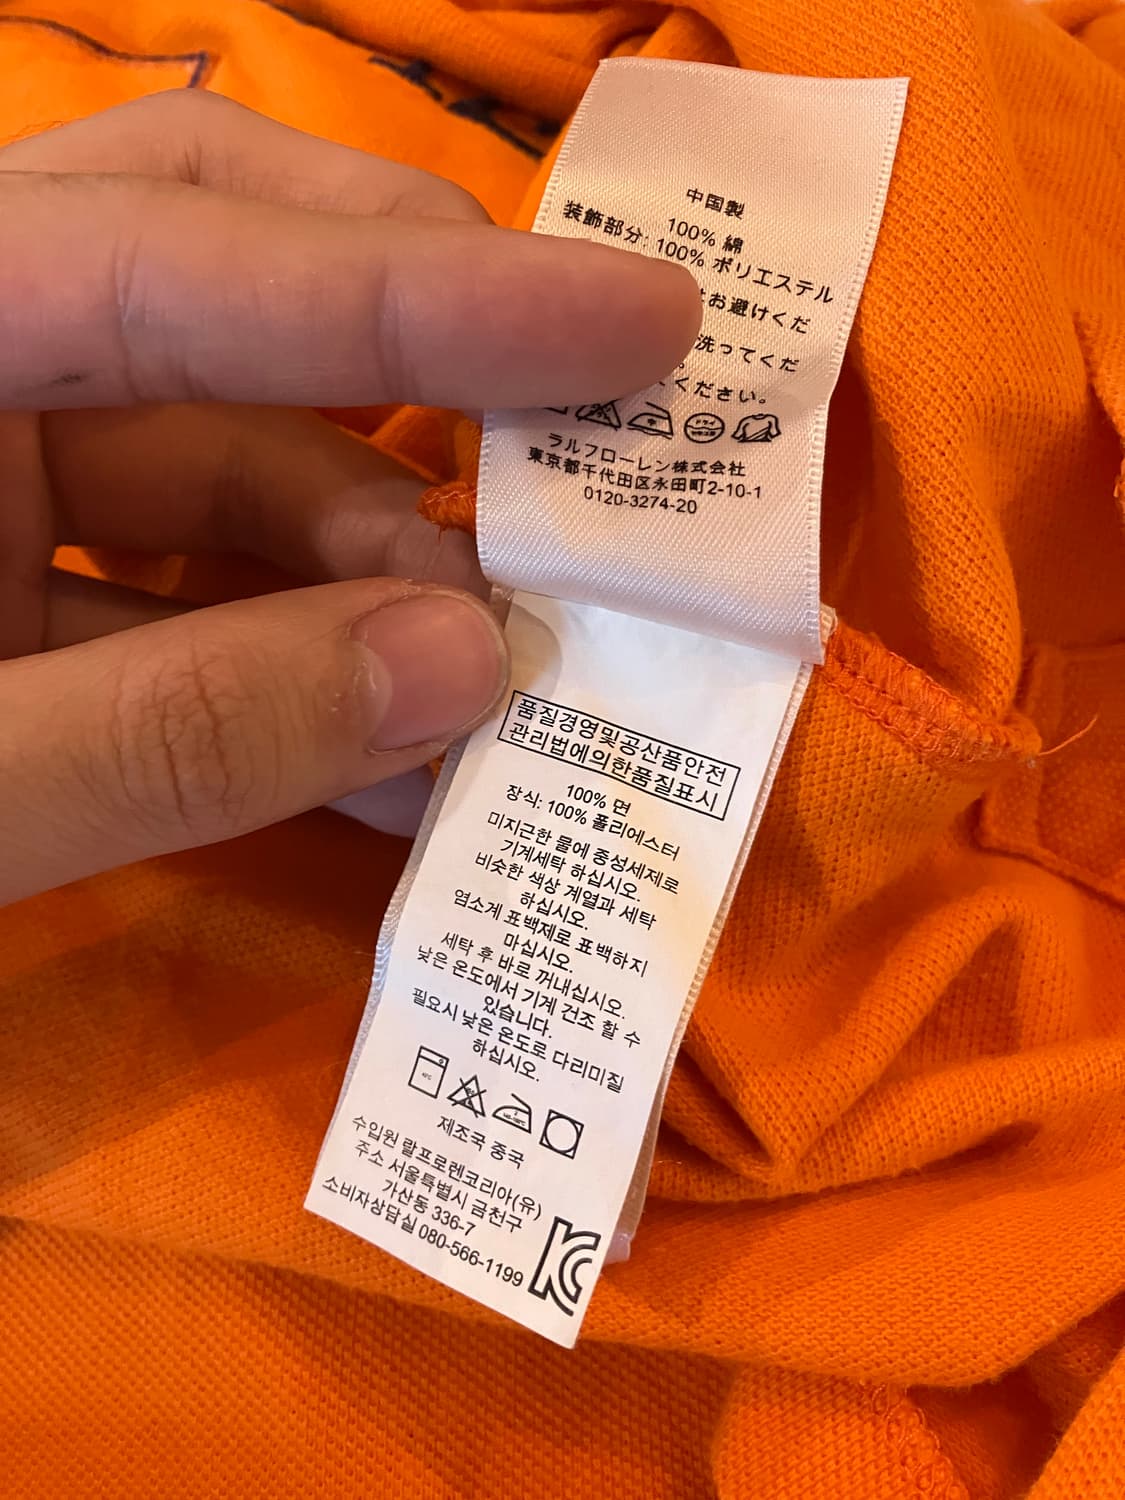 中国製
100% 綿
装飾部分: 100% ポリエステル
お避けくだ
洗ってくだ
ください。
ラルフローレン株式会社
東京都千代田区永田町2-10-1
0120-3274-20
품질경영및공산품안전
관리법에의한품질표시
100% 면
장식: 100% 폴리에스터
미지근한 물에 중성세제로
기계세탁 하십시오.
비슷한 색상 계열과 세탁
하십시오.
염소계 표백제로 표백하지
마십시오.
세탁 후 바로 꺼내십시오.
낮은 온도에서 기계 건조 할 수
있습니다.
필요시 낮은 온도로 다리미질
하십시오.
제조국 중국
수입원 랄프로렌코리아(유)
주소 서울특별시 금천구
가산동 336-7
소비자상담실 080-566-1199